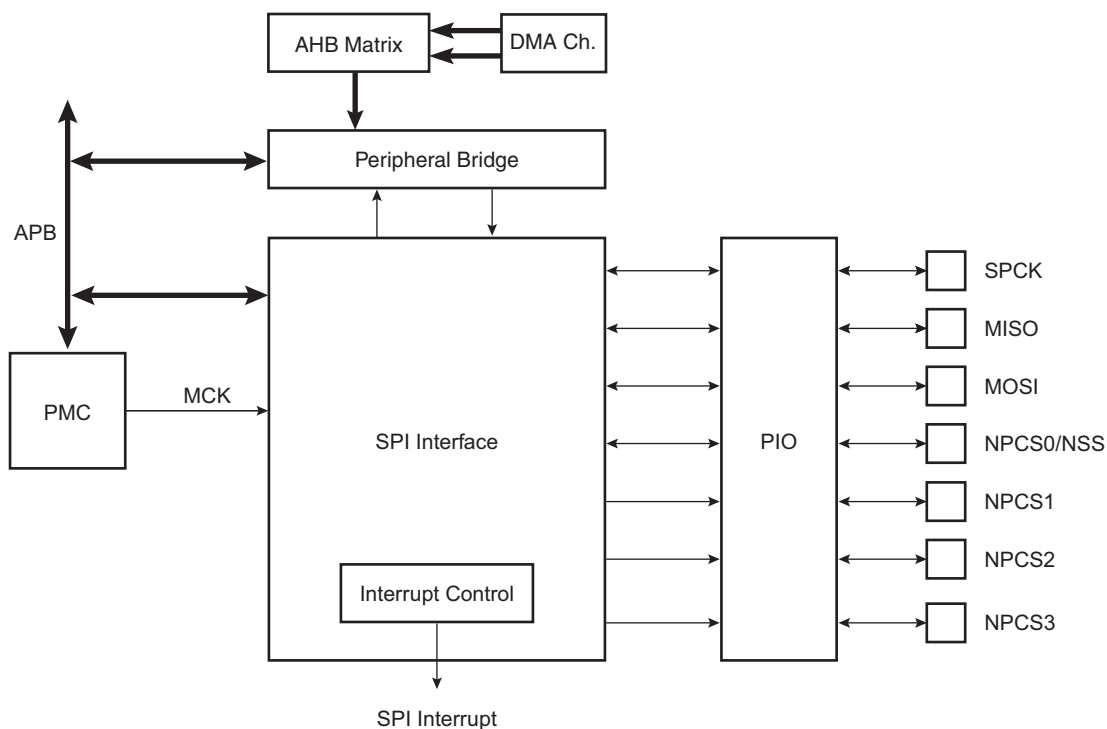 AHB Matrix
DMA Ch.
Peripheral Bridge
APB
SPCK
MISO
MCK
MOSI
PMC
SPI Interface
PIO
NPCS0/NSS
NPCS1
NPCS2
Interrupt Control
NPCS3
SPI Interrupt